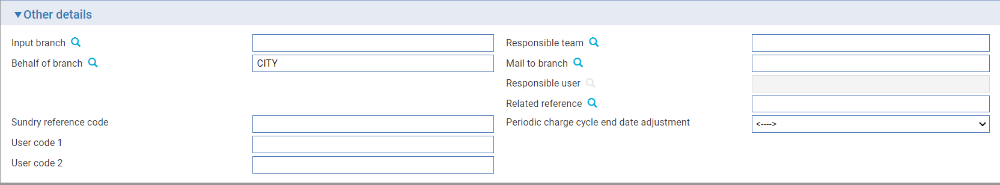 Other details
Input branch
Responsible team
Behalf of branch
CITY
Mail to branch
Responsible user
Related reference
Sundry reference code
Periodic charge cycle end date adjustment
<---->
User code 1
User code 2